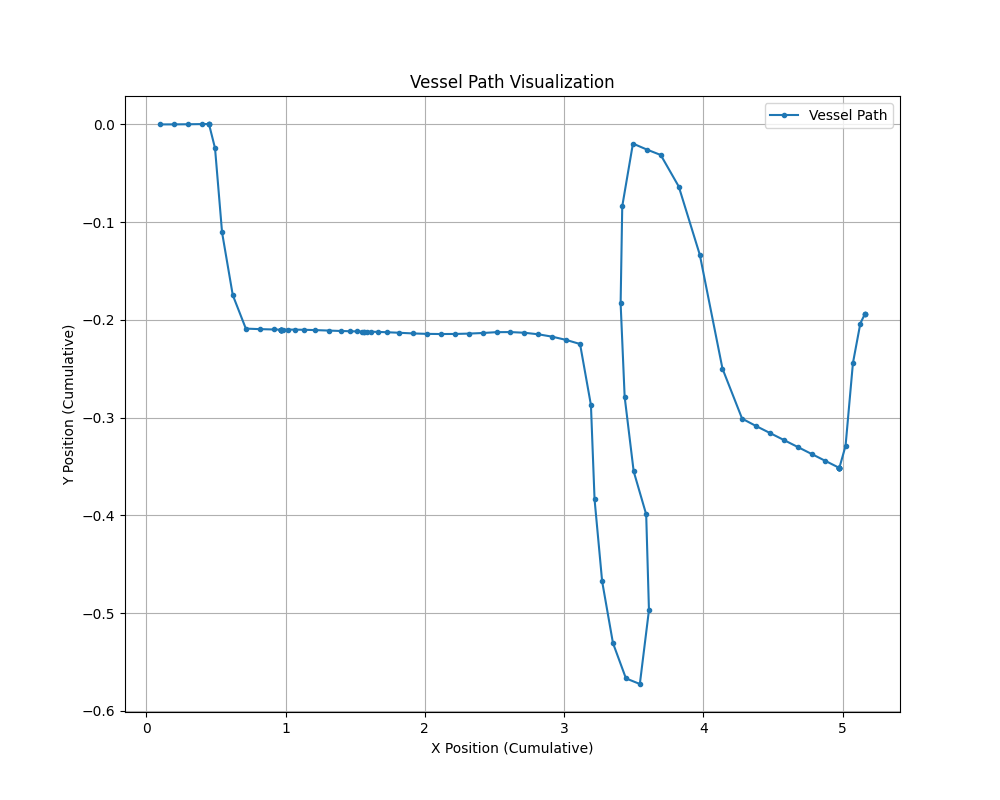 Vessel Path Visualization
Vessel Path
0.0
−0.1
−0.2
−0.3
−0.4
−0.5
−0.6
Y Position (Cumulative)
0 1 2 3 4 5
X Position (Cumulative)